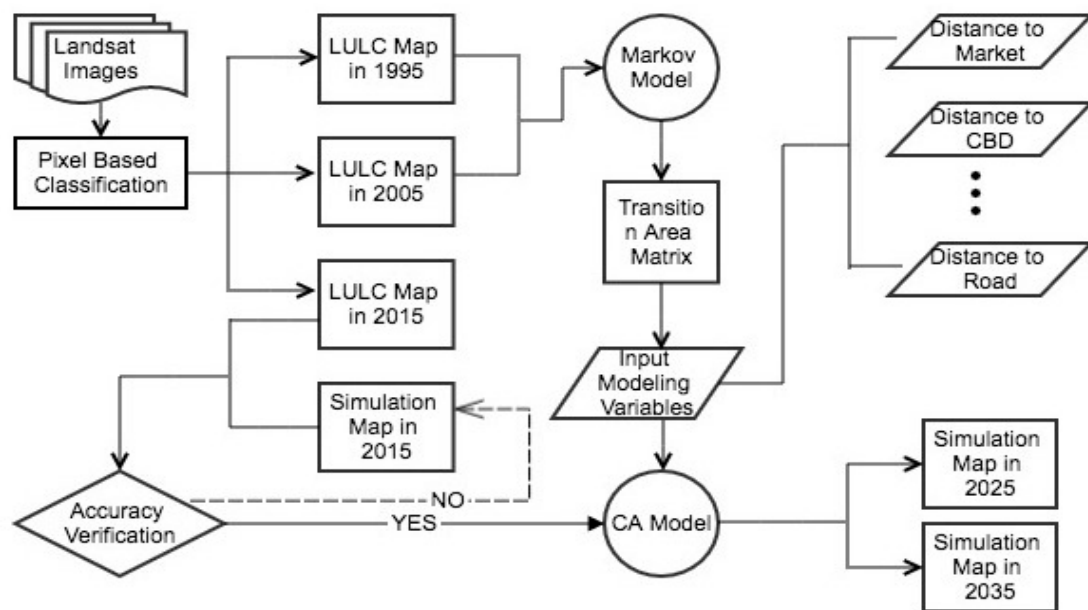 Landsat
Images
Pixel Based
Classification
LULC Map
in 1995
LULC Map
in 2005
LULC Map
in 2015
Simulation
Map in
2015
Accuracy
Verification
NO
YES
Markov
Model
Transitio
n Area
Matrix
Input
Modeling
Variables
CA Model
Distance to
Market
Distance to
CBD
Distance to
Road
Simulation
Map in
2025
Simulation
Map in
2035